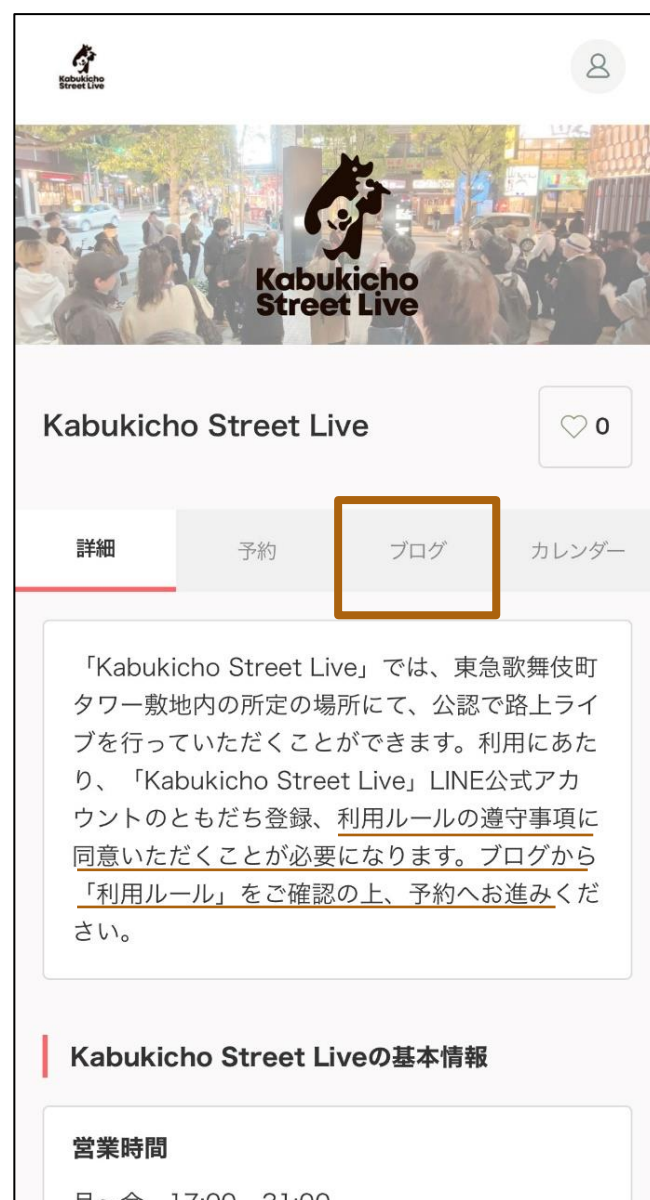 Kabukicho
Street Live
Kabukicho
Street Live
Kabukicho Street Live
0
詳細
予約
ブログ
カレンダー
「Kabukicho Street Live」では、東急歌舞伎町
タワー敷地内の所定の場所にて、公認で路上ライ
ブを行っていただくことができます。利用にあた
り、「Kabukicho Street Live」LINE公式アカ
ウントのともだち登録、利用ルールの遵守事項に
同意いただくことが必要になります。ブログから
「利用ルール」をご確認の上、予約へお進みくだ
さい。
Kabukicho Street Liveの基本情報
営業時間